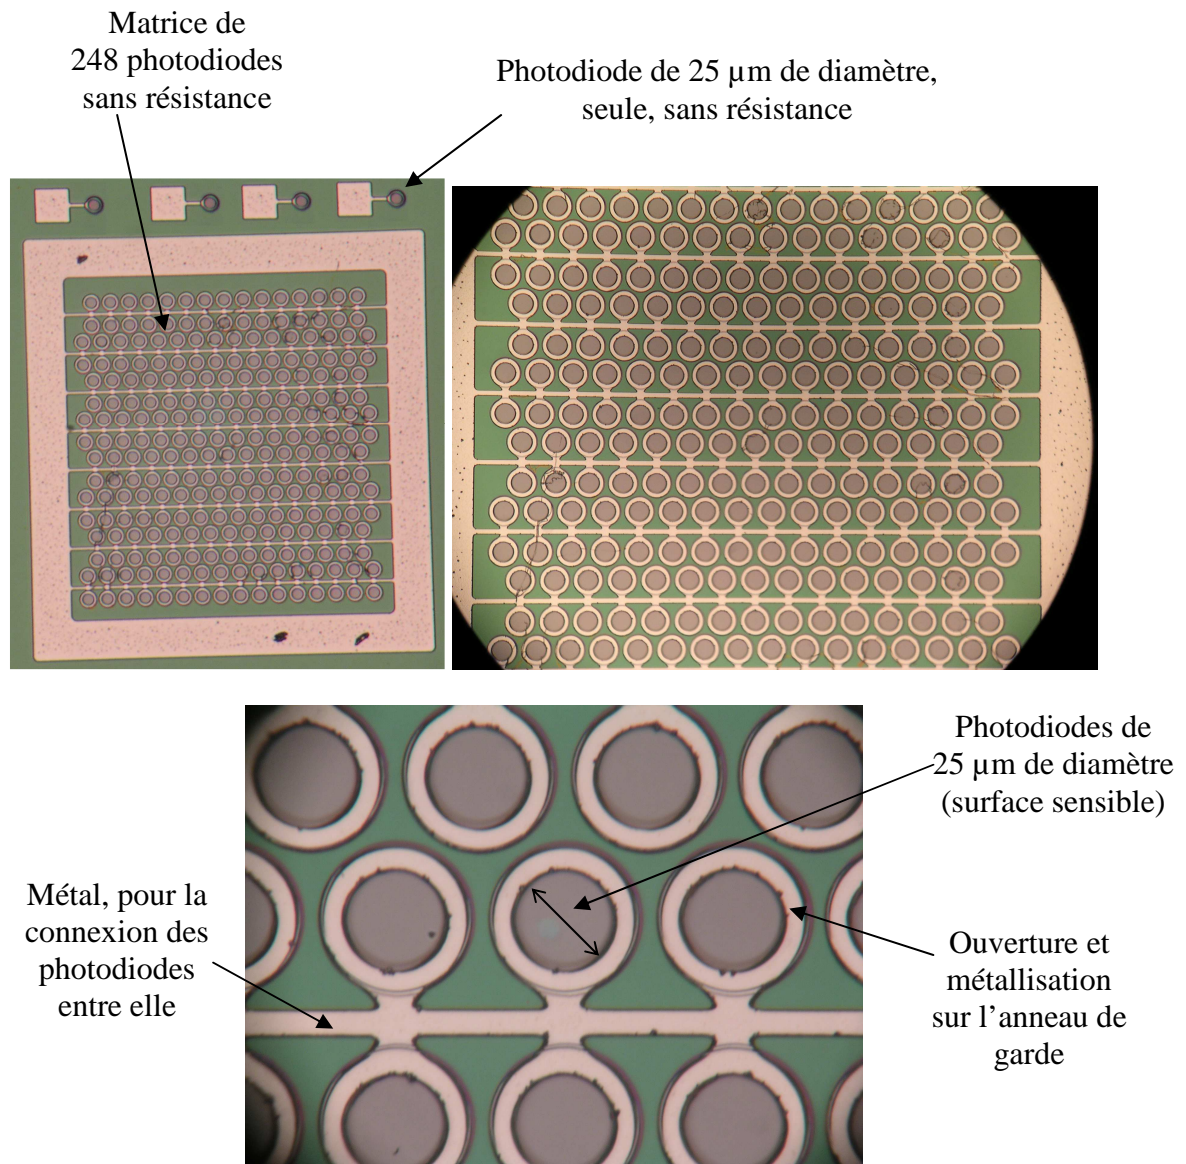 Matrice de
248 photodiodes
sans résistance
Photodiode de 25 µm de diamètre,
seule, sans résistance
Photodiodes de
25 µm de diamètre
(surface sensible)
Métal, pour la
connexion des
photodiodes
entre elle
Ouverture et
métallisation
sur l’anneau de
garde